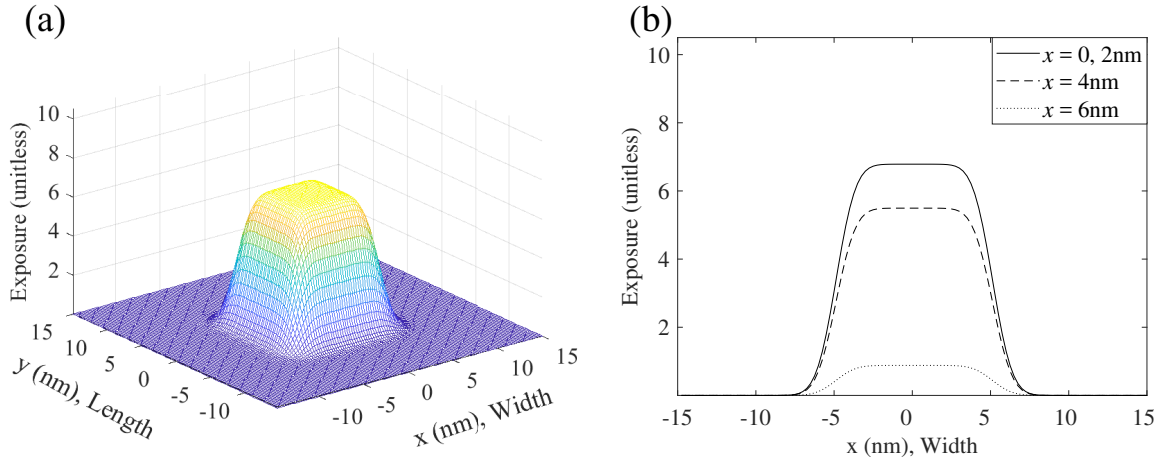 (a)
Exposure (unitless)
10
8
6
4
2
15
10
5
0
-5
-10
y (nm), Length
-10
-5
0
5
10
15
x (nm), Width
(b)
Exposure (unitless)
10
8
6
4
2
x = 0, 2nm
x = 4nm
x = 6nm
-15 -10 -5 0 5 10 15
x (nm), Width